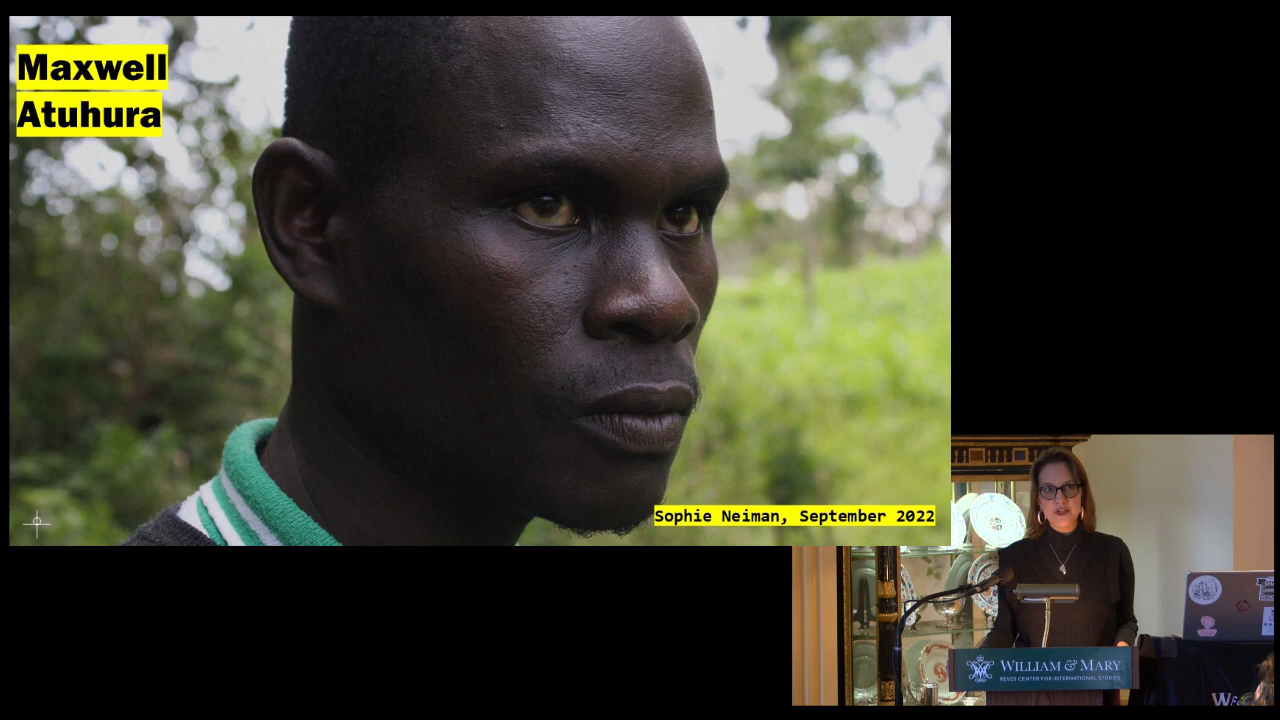 Maxwell
Atuhura
Sophie Neiman, September 2022
WILLIAM & MARY
REVES CENTER FOR INTERNATIONAL STUDIES